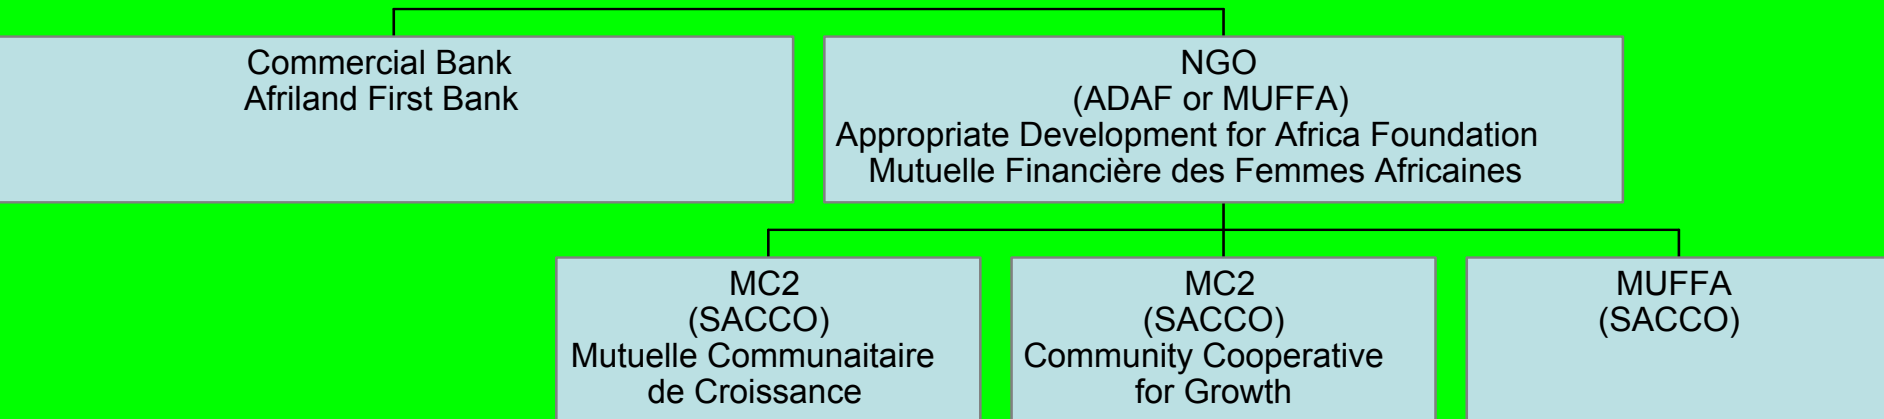 Commercial Bank
Afriland First Bank
NGO
(ADAF or MUFFA)
Appropriate Development for Africa Foundation
Mutuelle Financière des Femmes Africaines
MC2
(SACCO)
Mutuelle Communaitaire
de Croissance
MC2
(SACCO)
Community Cooperative
for Growth
MUFFA
(SACCO)